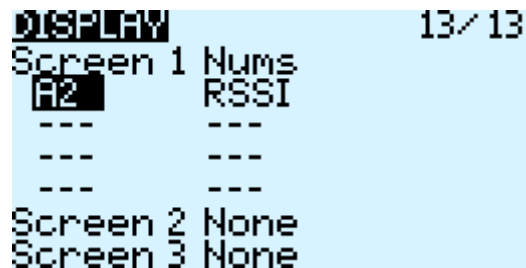 DISPLAY 13/13
Screen 1 Nums
A2 RSSI
--- ---
--- ---
--- ---
Screen 2 None
Screen 3 None